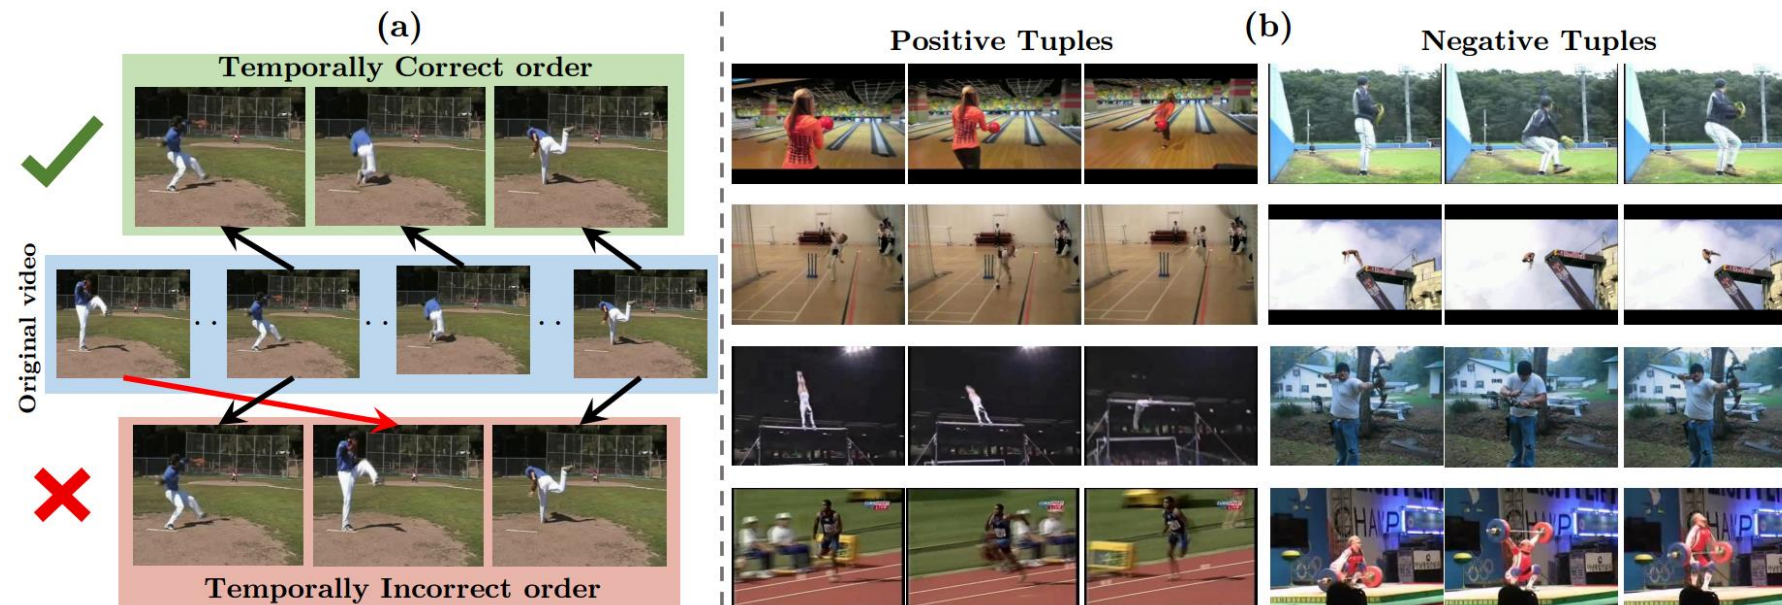 (a)
Temporally Correct order
Original video
Temporally Incorrect order
(b)
Positive Tuples
Negative Tuples